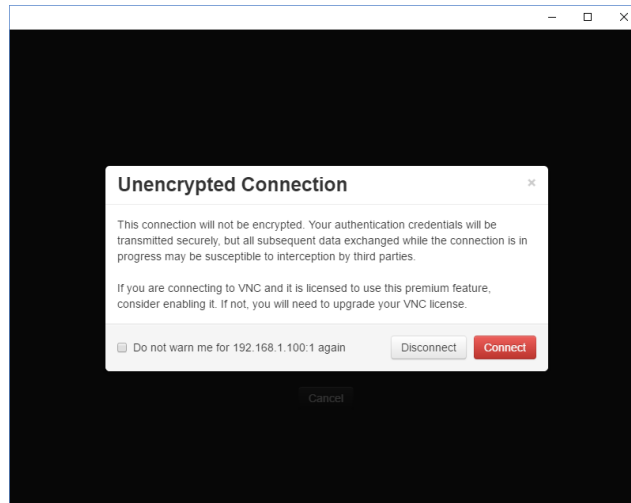 Unencrypted Connection
This connection will not be encrypted. Your authentication credentials will be
transmitted securely, but all subsequent data exchanged while the connection is in
progress may be susceptible to interception by third parties.
If you are connecting to VNC and it is licensed to use this premium feature,
consider enabling it. If not, you will need to upgrade your VNC license.
Do not warn me for 192.168.1.100:1 again
Disconnect
Connect
Cancel